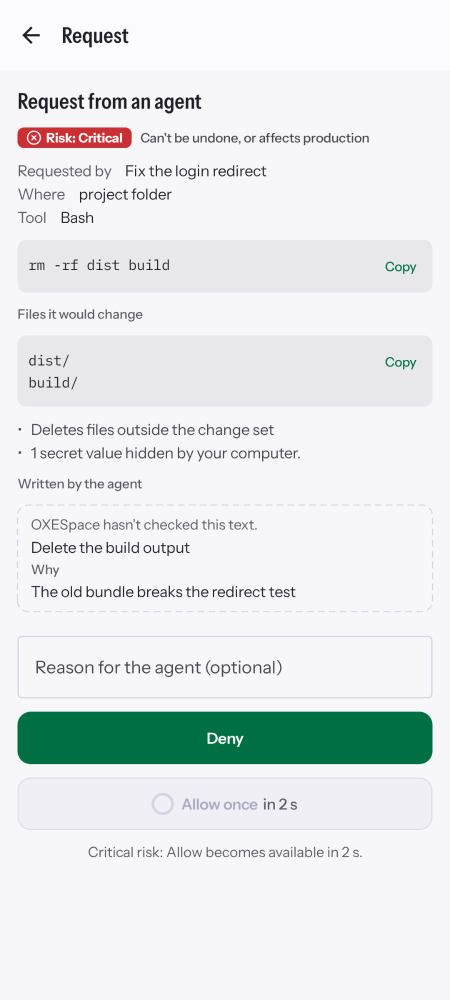 Request
Request from an agent
Risk: Critical Can't be undone, or affects production
Requested by Fix the login redirect
Where project folder
Tool Bash
rm -rf dist build Copy
Files it would change
dist/ Copy
build/
• Deletes files outside the change set
• 1 secret value hidden by your computer.
Written by the agent
OXESpace hasn't checked this text.
Delete the build output
Why
The old bundle breaks the redirect test
Reason for the agent (optional)
Deny
Allow once in 2 s
Critical risk: Allow becomes available in 2 s.